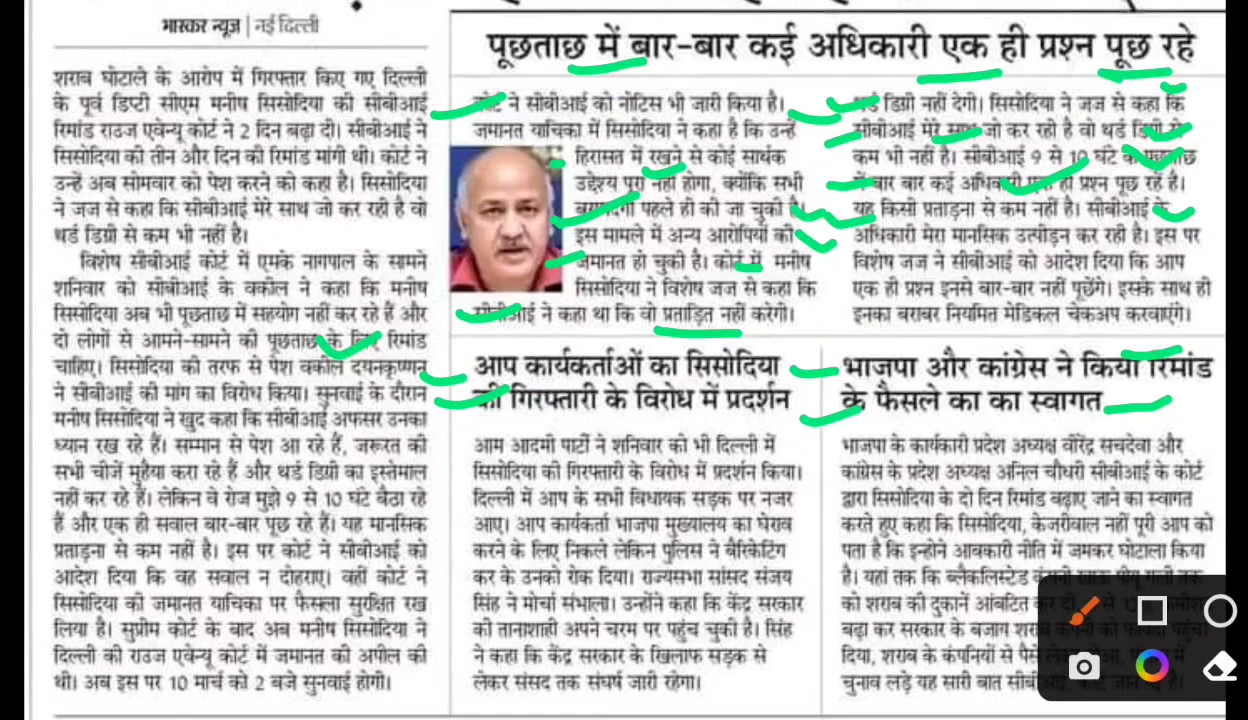 भास्कर न्यूज | नई दिल्ली
शराब घोटाले के आरोप में गिरफ्तार किए गए दिल्ली
के पूर्व डिप्टी सीएम मनीष सिसोदिया की सीबीआई
रिमांड राउज एवेन्यू कोर्ट ने 2 दिन बढ़ा दी। सीबीआई ने
सिसोदिया की तीन और दिन की रिमांड मांगी थी। कोर्ट ने
उन्हें अब सोमवार को पेश करने को कहा है। सिसोदिया
ने जज से कहा कि सीबीआई मेरे साथ जो कर रही है वो
थर्ड डिग्री से कम भी नहीं है।
विशेष सीबीआई कोर्ट में एमके नागपाल के सामने
शनिवार को सीबीआई के वकील ने कहा कि मनीष
सिसोदिया अब भी पूछताछ में सहयोग नहीं कर रहे हैं और
दो लोगों से आमने-सामने की पूछताछ के लिए रिमांड
चाहिए। सिसोदिया की तरफ से पेश वकील दयनकृष्णन
ने सीबीआई की मांग का विरोध किया। सुनवाई के दौरान
मनीष सिसोदिया ने खुद कहा कि सीबीआई अफसर उनका
ध्यान रख रहे हैं। सम्मान से पेश आ रहे हैं, जरूरत की
सभी चीजें मुहैया करा रहे हैं और थर्ड डिग्री का इस्तेमाल
नहीं कर रहे हैं। लेकिन वे रोज मुझे 9 से 10 घंटे बैठा रहे
हैं और एक ही सवाल बार-बार पूछ रहे हैं। यह मानसिक
प्रताड़ना से कम नहीं है। इस पर कोर्ट ने सीबीआई को
आदेश दिया कि वह सवाल न दोहराए। वहीं कोर्ट ने
सिसोदिया की जमानत याचिका पर फैसला सुरक्षित रख
लिया है। सुप्रीम कोर्ट के बाद अब मनीष सिसोदिया ने
दिल्ली की राउज एवेन्यू कोर्ट में जमानत की अपील की
थी। अब इस पर 10 मार्च को 2 बजे सुनवाई होगी।
पूछताछ में बार-बार कई अधिकारी एक ही प्रश्न पूछ रहे
कोर्ट ने सीबीआई को नोटिस भी जारी किया है।
जमानत याचिका में सिसोदिया ने कहा है कि उन्हें
हिरासत में रखने से कोई सार्थक
उद्देश्य पूरा नहीं होगा, क्योंकि सभी
पहले ही की जा चुकी है।
इस मामले में अन्य आरोपियों की
जमानत हो चुकी है। कोर्ट में मनीष
सिसोदिया ने विशेष जज से कहा कि
सीबीआई ने कहा था कि वो प्रताड़ित नहीं करेगी।
थर्ड डिग्री नहीं देगी। सिसोदिया ने जज से कहा कि
सीबीआई मेरे साथ जो कर रही है वो थर्ड डिग्री से
कम भी नहीं है। सीबीआई 9 से 10 घंटे की पूछताछ
में बार बार कई अधिकारी एक ही प्रश्न पूछ रहे है।
यह किसी प्रताड़ना से कम नहीं है। सीबीआई के
अधिकारी मेरा मानसिक उत्पीड़न कर रही है। इस पर
विशेष जज ने सीबीआई को आदेश दिया कि आप
एक ही प्रश्न इनसे बार-बार नहीं पूछेंगे। इसके साथ ही
इनका बराबर नियमित मेडिकल चेकअप करवाएंगे।
आप कार्यकर्ताओं का सिसोदिया
की गिरफ्तारी के विरोध में प्रदर्शन
आम आदमी पार्टी ने शनिवार को भी दिल्ली में
सिसोदिया की गिरफ्तारी के विरोध में प्रदर्शन किया।
दिल्ली में आप के सभी विधायक सड़क पर नजर
आए। आप कार्यकर्ता भाजपा मुख्यालय का घेराव
करने के लिए निकले लेकिन पुलिस ने बैरिकेटिंग
कर के उनको रोक दिया। राज्यसभा सांसद संजय
सिंह ने मोर्चा संभाला। उन्होंने कहा कि केंद्र सरकार
की तानाशाही अपने चरम पर पहुंच चुकी है। सिंह
ने कहा कि केंद्र सरकार के खिलाफ सड़क से
लेकर संसद तक संघर्ष जारी रहेगा।
भाजपा और कांग्रेस ने किया रिमांड
के फैसले का का स्वागत
भाजपा के कार्यकारी प्रदेश अध्यक्ष वीरेंद्र सचदेवा और
कांग्रेस के प्रदेश अध्यक्ष अनिल चौधरी सीबीआई के कोर्ट
द्वारा सिसोदिया के दो दिन रिमांड बढ़ाए जाने का स्वागत
करते हुए कहा कि सिसोदिया, केजरीवाल नहीं पूरी आप को
पता है कि इन्होने आबकारी नीति में जमकर घोटाला किया
है। यहां तक कि ब्लैकलिस्टेड
को शराब की दुकानें आंबटित
बढ़ा कर सरकार के बजाय शराब
दिया, शराब के कंपनियों से पैसे
चुनाव लड़े यह सारी बात